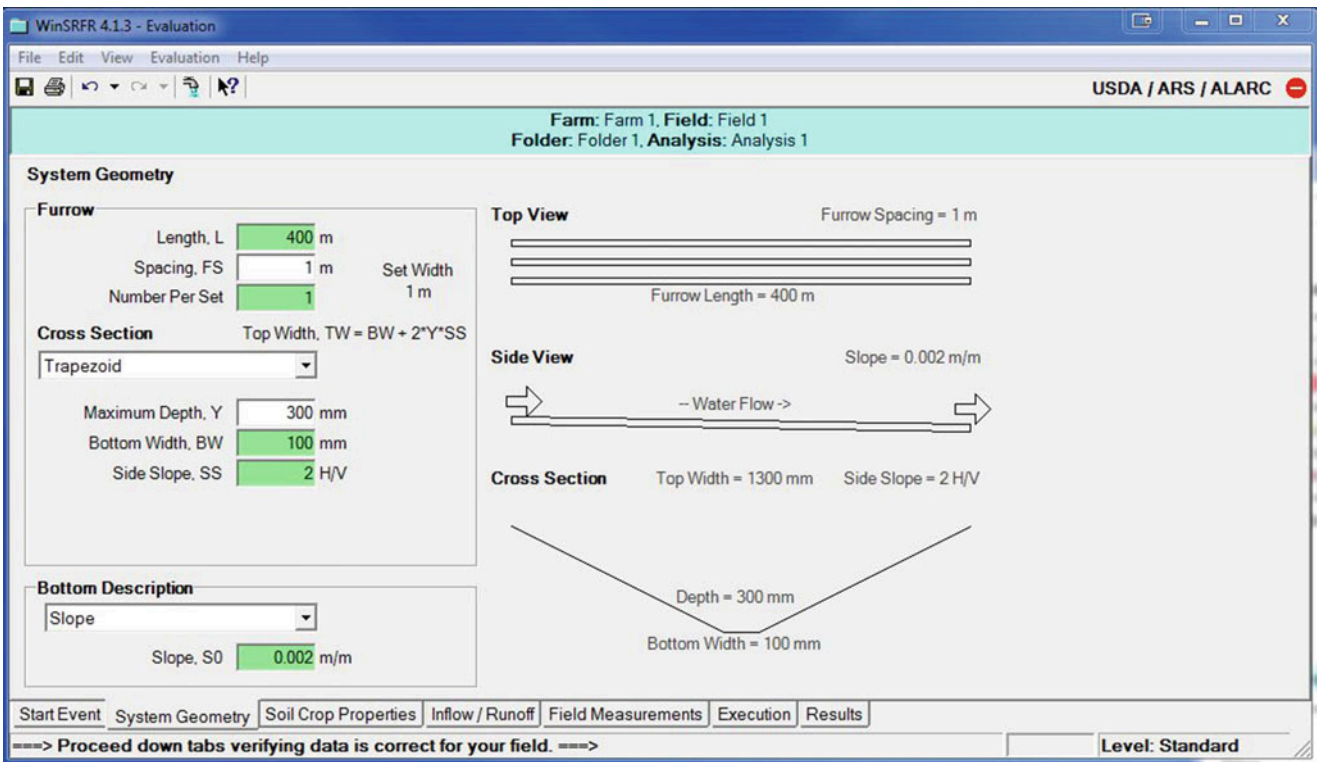 WinSRFR 4.1.3 - Evaluation
File Edit View Evaluation Help
USDA / ARS / ALARC
Farm: Farm 1, Field: Field 1
Folder: Folder 1, Analysis: Analysis 1
System Geometry
Furrow
Length, L 400 m
Spacing, FS 1 m
Number Per Set 1
Set Width
1 m
Cross Section Top Width, TW = BW + 2*Y*SS
Trapezoid
Maximum Depth, Y 300 mm
Bottom Width, BW 100 mm
Side Slope, SS 2 H/V
Bottom Description
Slope
Slope, S0 0.002 m/m
Top View Furrow Spacing = 1 m
Furrow Length = 400 m
Side View Slope = 0.002 m/m
-- Water Flow ->
Cross Section Top Width = 1300 mm Side Slope = 2 H/V
Depth = 300 mm
Bottom Width = 100 mm
Start Event System Geometry Soil Crop Properties Inflow / Runoff Field Measurements Execution Results
===> Proceed down tabs verifying data is correct for your field. ===> Level: Standard